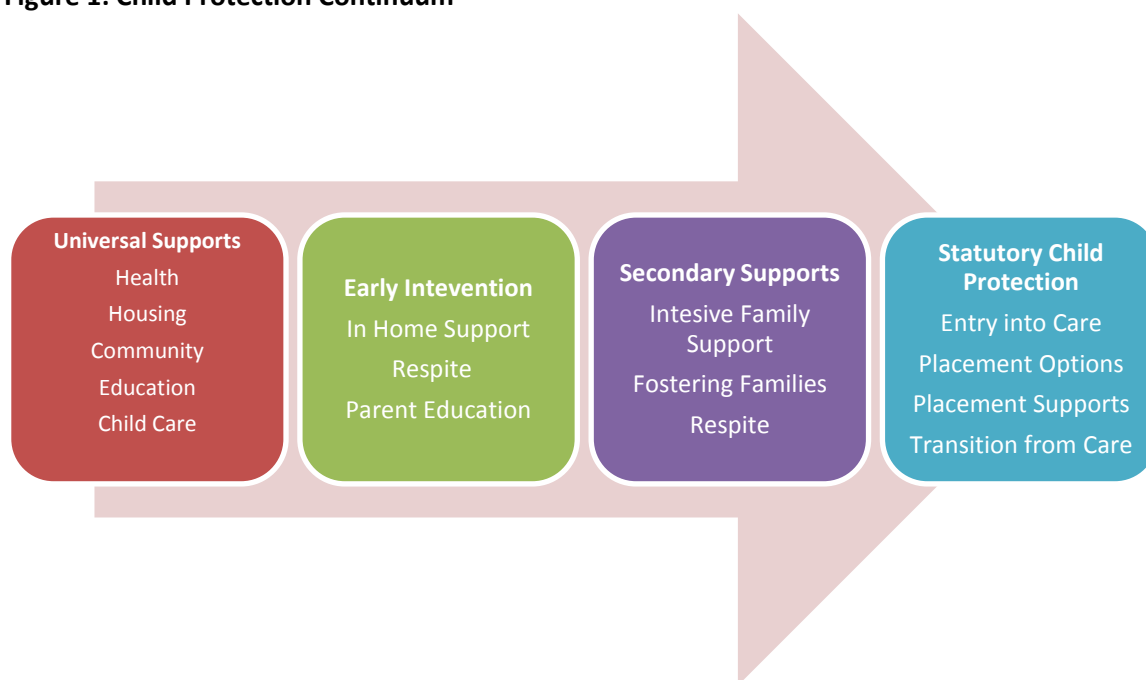 Figure 1: Child Protection Continuum
Universal Supports
Health
Housing
Community
Education
Child Care
Early Intevention
In Home Support
Respite
Parent Education
Secondary Supports
Intesive Family
Support
Fostering Families
Respite
Statutory Child
Protection
Entry into Care
Placement Options
Placement Supports
Transition from Care